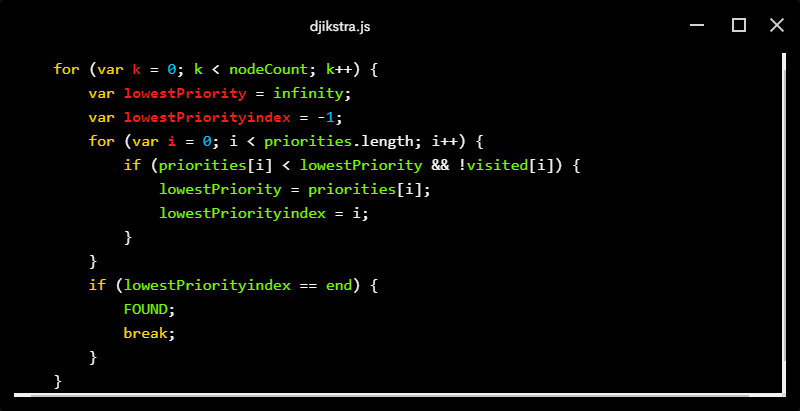 djikstra.js
for (var k = 0; k < nodeCount; k++) {
var lowestPriority = infinity;
var lowestPriorityindex = -1;
for (var i = 0; i < priorities.length; i++) {
if (priorities[i] < lowestPriority && !visited[i]) {
lowestPriority = priorities[i];
lowestPriorityindex = i;
}
}
if (lowestPriorityindex == end) {
FOUND;
break;
}
}